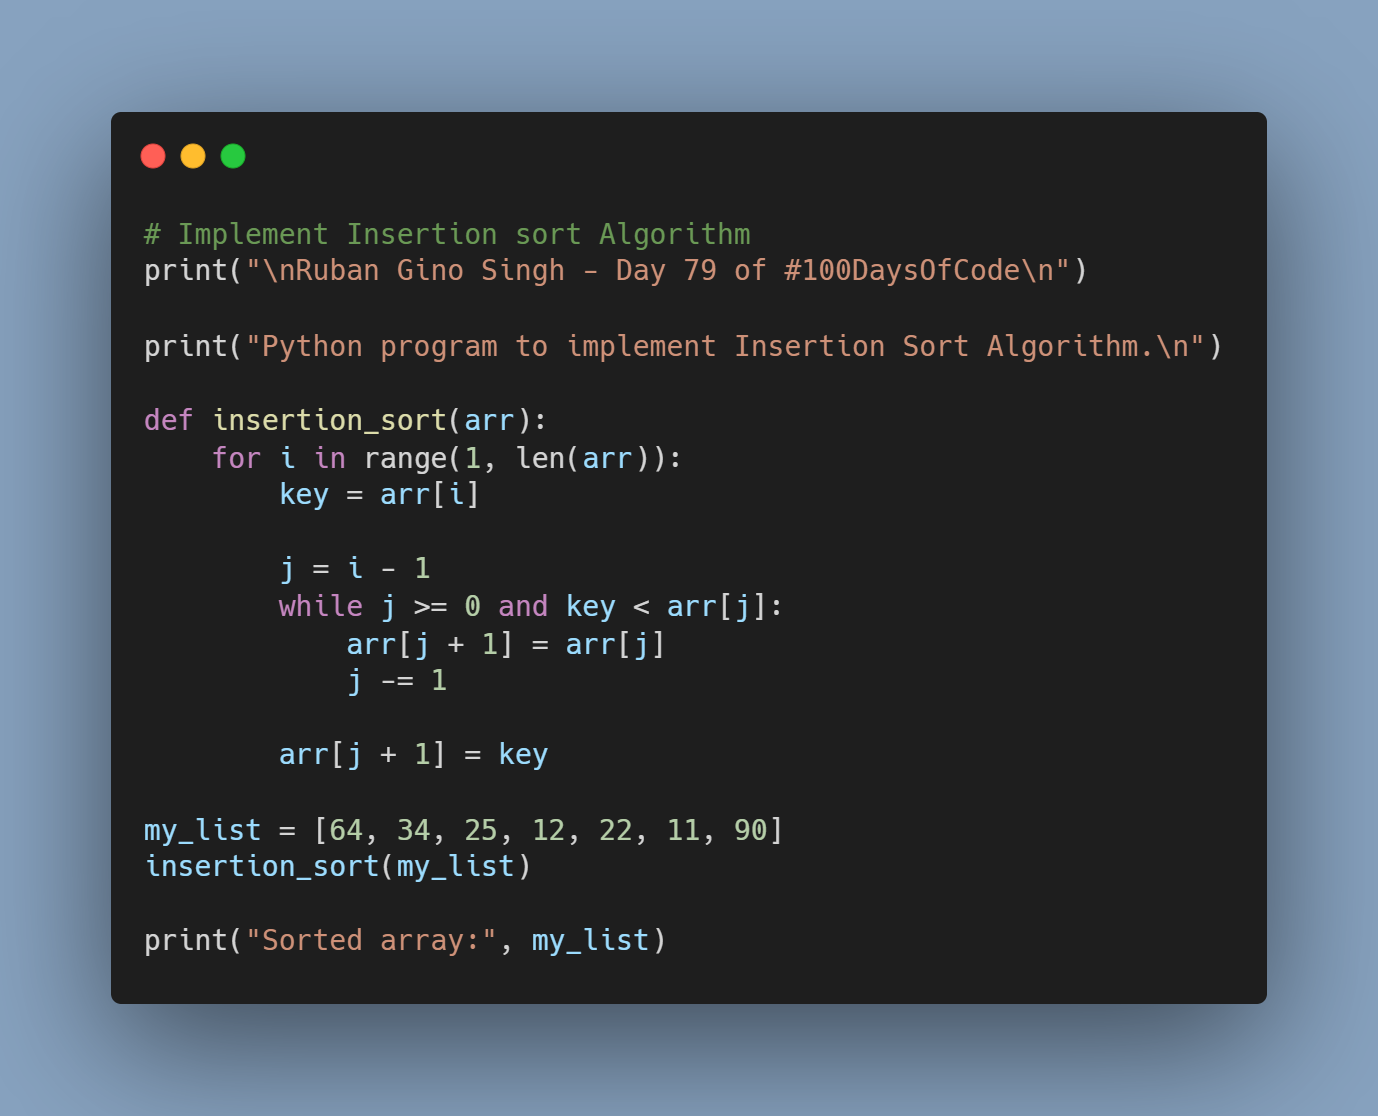 # Implement Insertion sort Algorithm
print("\nRuban Gino Singh - Day 79 of #100DaysOfCode\n")
print("Python program to implement Insertion Sort Algorithm.\n")
def insertion_sort(arr):
    for i in range(1, len(arr)):
        key = arr[i]
        j = i - 1
        while j >= 0 and key < arr[j]:
            arr[j + 1] = arr[j]
            j -= 1
        arr[j + 1] = key
my_list = [64, 34, 25, 12, 22, 11, 90]
insertion_sort(my_list)
print("Sorted array:", my_list)